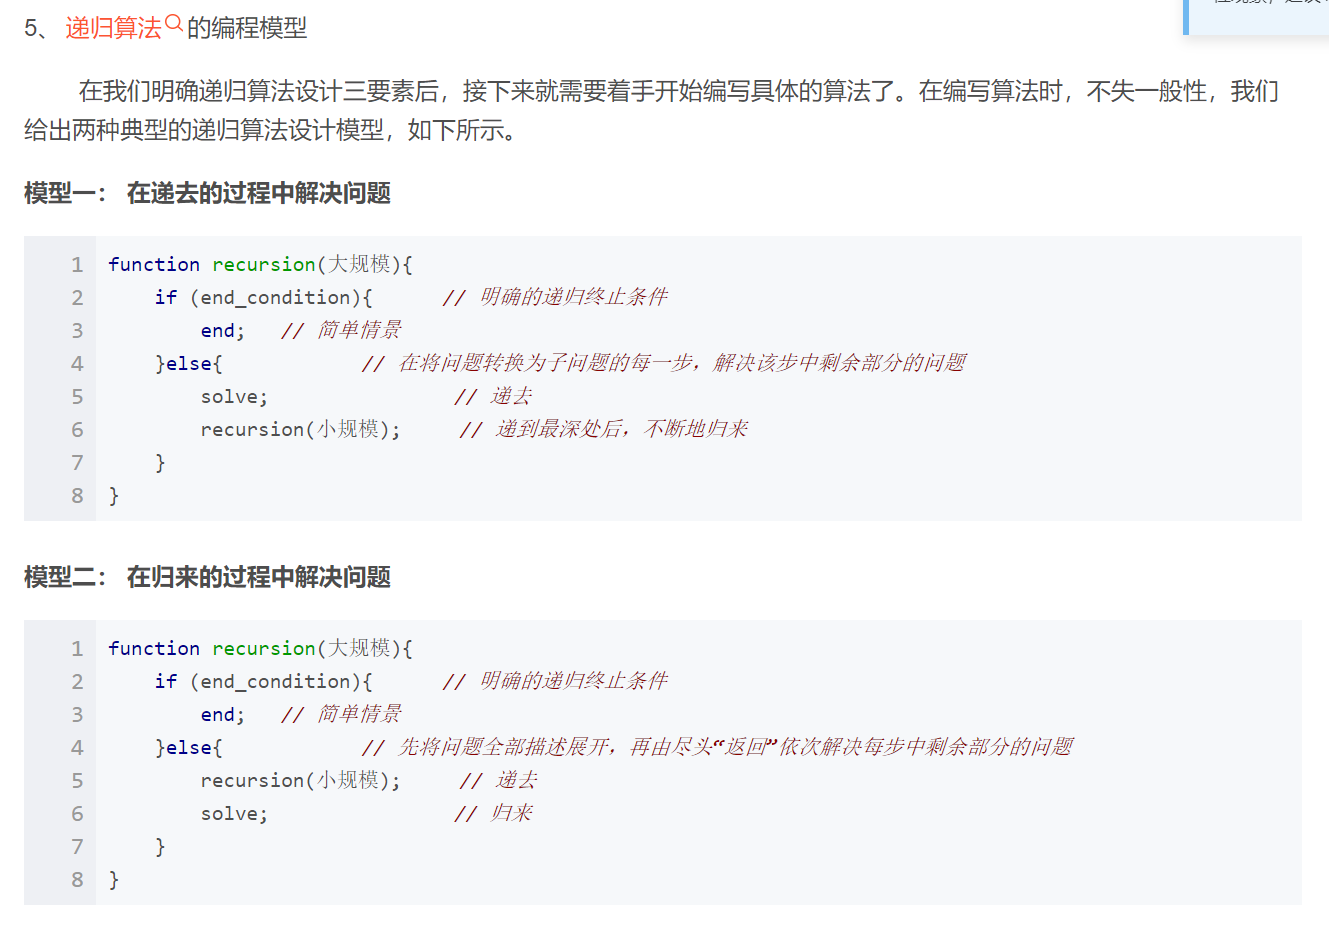 5、 递归算法的编程模型
在我们明确递归算法设计三要素后，接下来就需要着手开始编写具体的算法了。在编写算法时，不失一般性，我们
给出两种典型的递归算法设计模型，如下所示。
模型一： 在递去的过程中解决问题
1 function recursion(大规模){
2 if (end_condition){ // 明确的递归终止条件
3 end; // 简单情景
4 }else{ // 在将问题转换为子问题的每一步，解决该步中剩余部分的问题
5 solve; // 递去
6 recursion(小规模); // 递到最深处后，不断地归来
7 }
8 }
模型二： 在归来的过程中解决问题
1 function recursion(大规模){
2 if (end_condition){ // 明确的递归终止条件
3 end; // 简单情景
4 }else{ // 先将问题全部描述展开，再由尽头“返回”依次解决每步中剩余部分的问题
5 recursion(小规模); // 递去
6 solve; // 归来
7 }
8 }